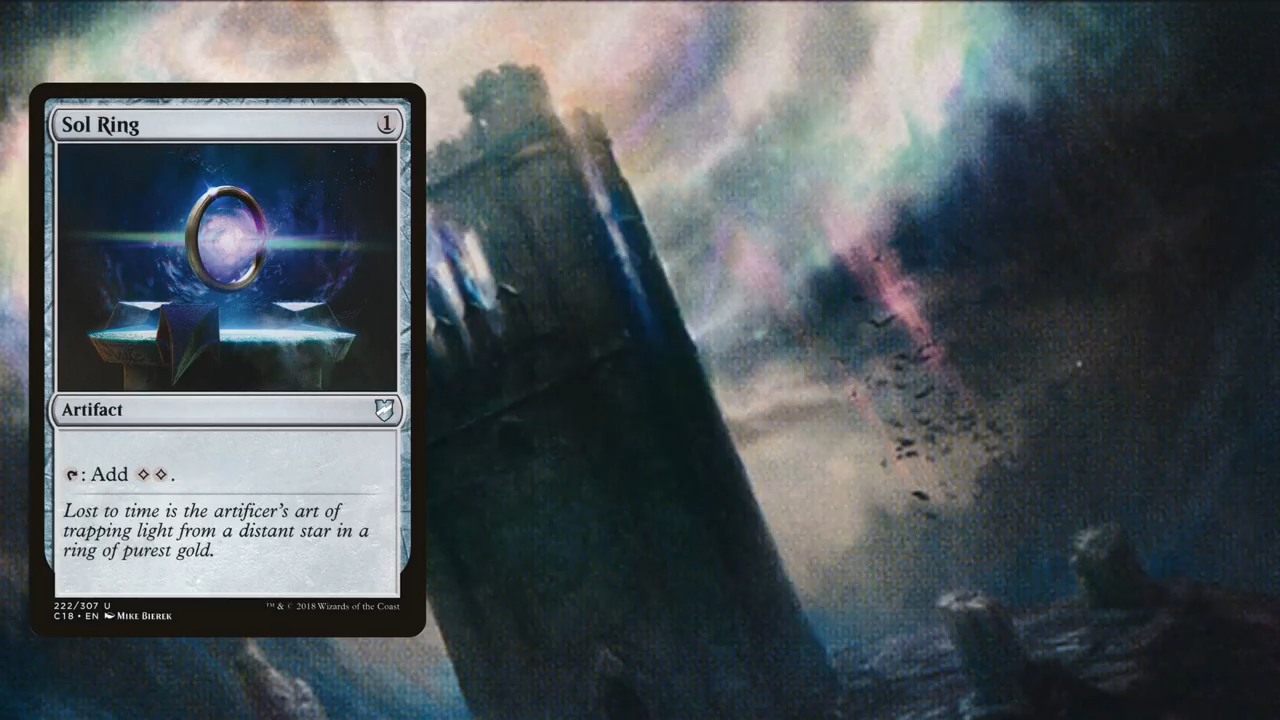 Sol Ring 1
Artifact
: Add .
Lost to time is the artificer's art of
trapping light from a distant star in a
ring of purest gold.
222/307 U
C18 • EN MIKE BIEREK
™ & © 2018 Wizards of the Coast